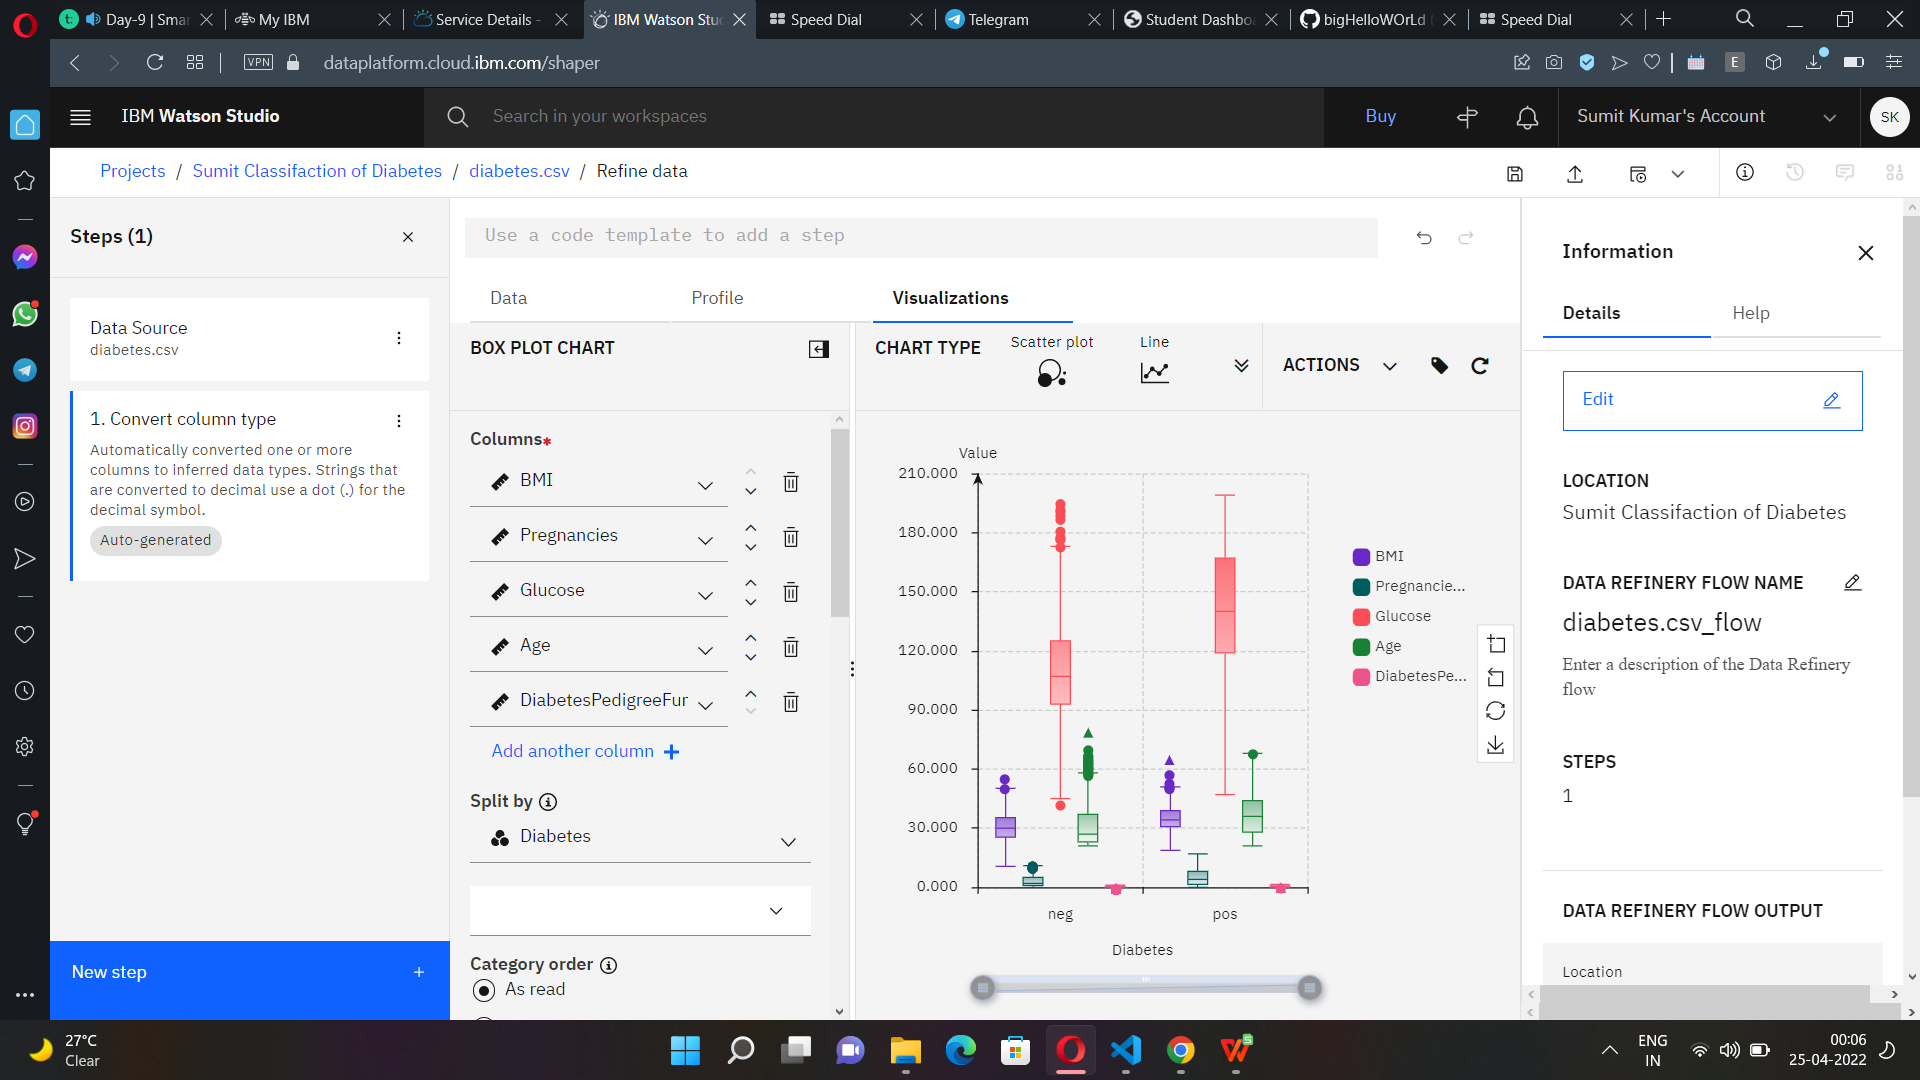 Day-9 | Smar
My IBM
Service Details -
IBM Watson Stu
Speed Dial
Telegram
Student Dashbo
bigHelloWOrLd (
Speed Dial
VPN
dataplatform.cloud.ibm.com/shaper
E
IBM Watson Studio
Search in your workspaces
Buy
Sumit Kumar's Account
SK
Projects / Sumit Classifaction of Diabetes / diabetes.csv / Refine data
Steps (1)
Data Source
diabetes.csv
1. Convert column type
Automatically converted one or more
columns to inferred data types. Strings that
are converted to decimal use a dot (.) for the
decimal symbol.
Auto-generated
New step
Use a code template to add a step
Data
Profile
Visualizations
BOX PLOT CHART
Columns*
BMI
Pregnancies
Glucose
Age
DiabetesPedigreeFur
Add another column
Split by
Diabetes
Category order
As read
CHART TYPE
Scatter plot
Line
ACTIONS
Value
210.000
180.000
150.000
120.000
90.000
60.000
30.000
0.000
neg
pos
Diabetes
BMI
Pregnancie...
Glucose
Age
DiabetesPe...
Information
Details
Help
Edit
LOCATION
Sumit Classifaction of Diabetes
DATA REFINERY FLOW NAME
diabetes.csv_flow
Enter a description of the Data Refinery
flow
STEPS
1
DATA REFINERY FLOW OUTPUT
Location
27°C
Clear
ENG
IN
00:06
25-04-2022